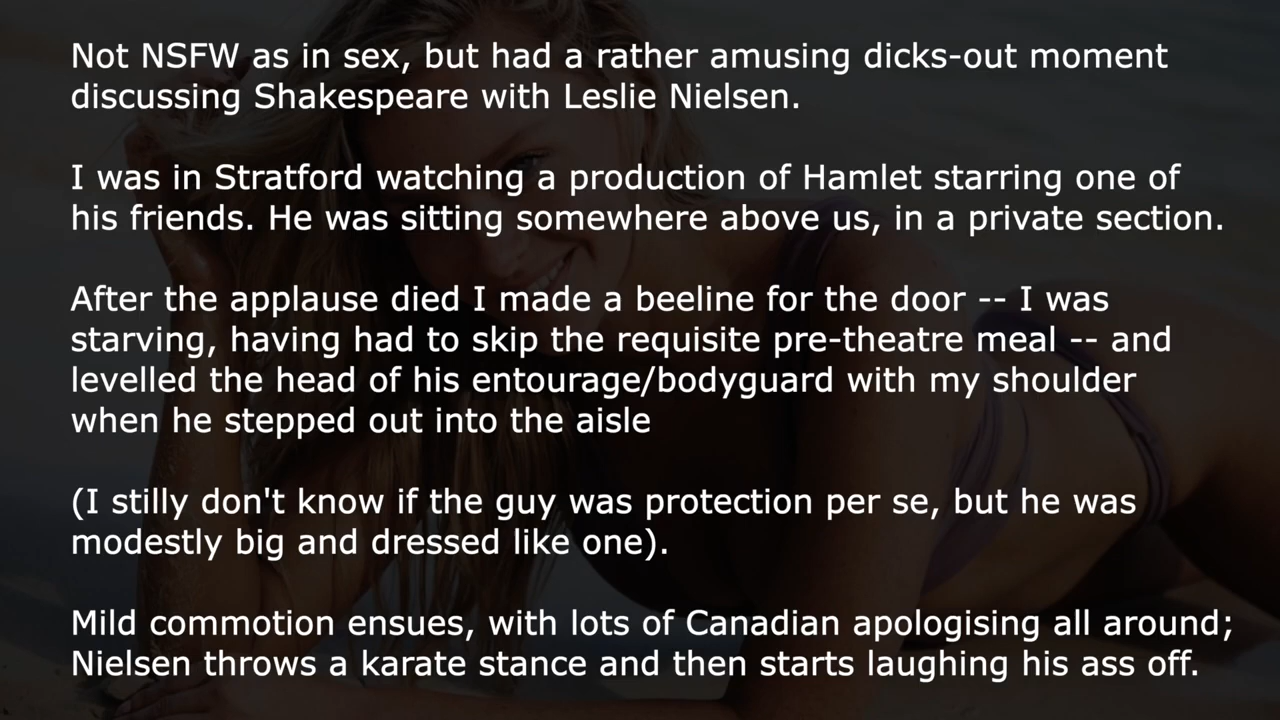 Not NSFW as in sex, but had a rather amusing dicks-out moment
discussing Shakespeare with Leslie Nielsen.
I was in Stratford watching a production of Hamlet starring one of
his friends. He was sitting somewhere above us, in a private section.
After the applause died I made a beeline for the door -- I was
starving, having had to skip the requisite pre-theatre meal -- and
levelled the head of his entourage/bodyguard with my shoulder
when he stepped out into the aisle
(I stilly don't know if the guy was protection per se, but he was
modestly big and dressed like one).
Mild commotion ensues, with lots of Canadian apologising all around;
Nielsen throws a karate stance and then starts laughing his ass off.